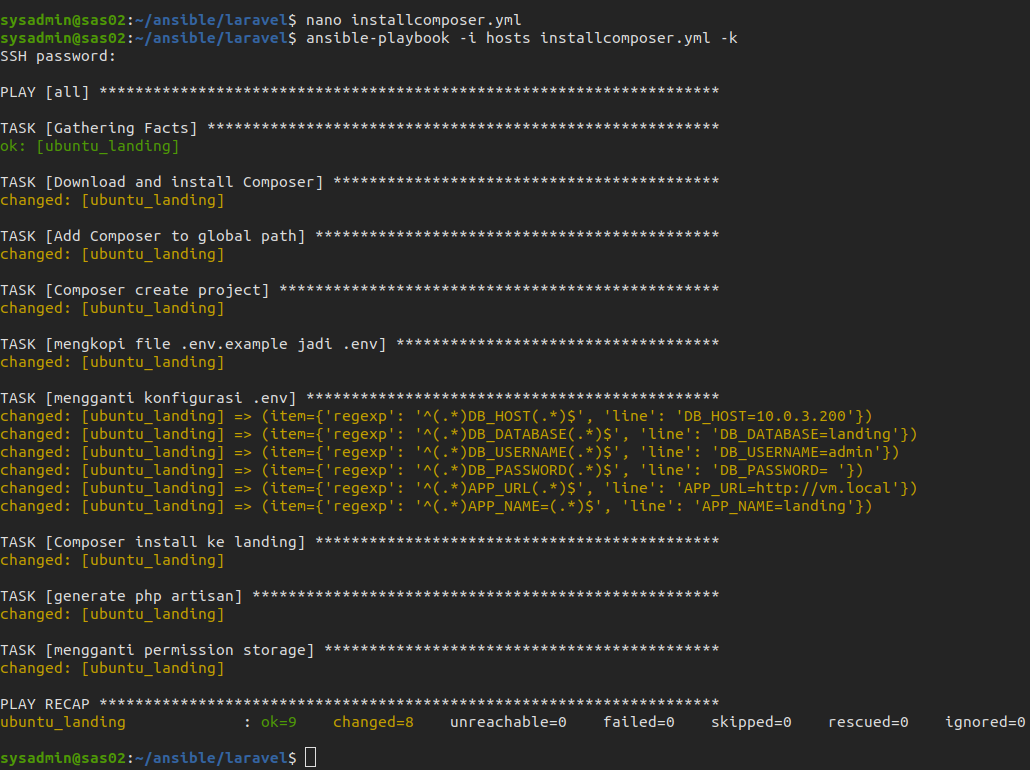 sysadmin@sas02:~/ansible/laravel$ nano installcomposer.yml
sysadmin@sas02:~/ansible/laravel$ ansible-playbook -i hosts installcomposer.yml -k
SSH password:
PLAY [all] *********************************************************************
TASK [Gathering Facts] *********************************************************
ok: [ubuntu_landing]
TASK [Download and install Composer] *******************************************
changed: [ubuntu_landing]
TASK [Add Composer to global path] *********************************************
changed: [ubuntu_landing]
TASK [Composer create project] *************************************************
changed: [ubuntu_landing]
TASK [mengkopi file .env.example jadi .env] ************************************
changed: [ubuntu_landing]
TASK [mengganti konfigurasi .env] **********************************************
changed: [ubuntu_landing] => (item={'regexp': '^(.*)DB_HOST(.*)$', 'line': 'DB_HOST=10.0.3.200'})
changed: [ubuntu_landing] => (item={'regexp': '^(.*)DB_DATABASE(.*)$', 'line': 'DB_DATABASE=landing'})
changed: [ubuntu_landing] => (item={'regexp': '^(.*)DB_USERNAME(.*)$', 'line': 'DB_USERNAME=admin'})
changed: [ubuntu_landing] => (item={'regexp': '^(.*)DB_PASSWORD(.*)$', 'line': 'DB_PASSWORD= '})
changed: [ubuntu_landing] => (item={'regexp': '^(.*)APP_URL(.*)$', 'line': 'APP_URL=http://vm.local'})
changed: [ubuntu_landing] => (item={'regexp': '^(.*)APP_NAME=(.*)$', 'line': 'APP_NAME=landing'})
TASK [Composer install ke landing] *********************************************
changed: [ubuntu_landing]
TASK [generate php artisan] ****************************************************
changed: [ubuntu_landing]
TASK [mengganti permission storage] ********************************************
changed: [ubuntu_landing]
PLAY RECAP *********************************************************************
ubuntu_landing             : ok=9    changed=8    unreachable=0    failed=0    skipped=0    rescued=0    ignored=0
sysadmin@sas02:~/ansible/laravel$